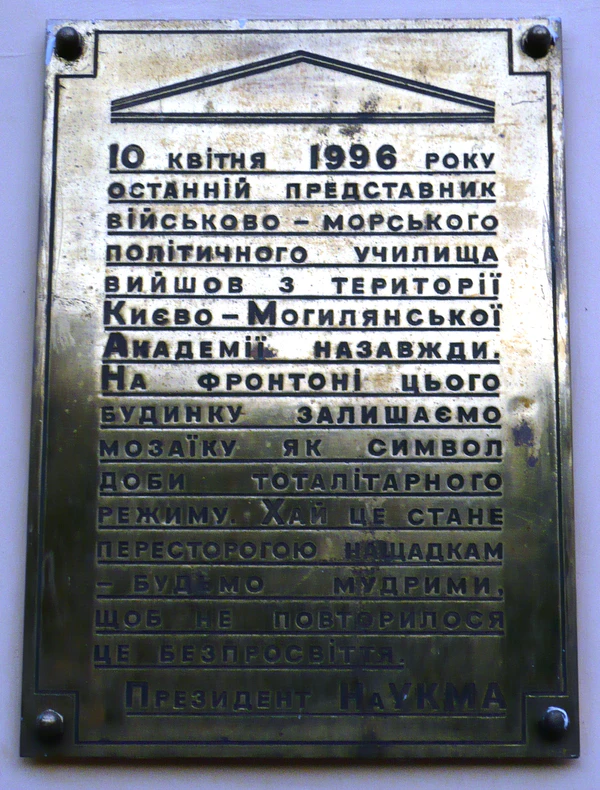 10 квітня 1996 року
останній представник
військово – морського
політичного училища
вийшов з території
Києво – Могилянської
Академії назавжди.
На фронтоні цього
будинку залишаємо
мозаїку як символ
доби тоталітарного
режиму. Хай це стане
пересторогою нащадкам
– будьмо мудрими,
щоб не повторилося
це безпросвіття.
Президент НаУКМА